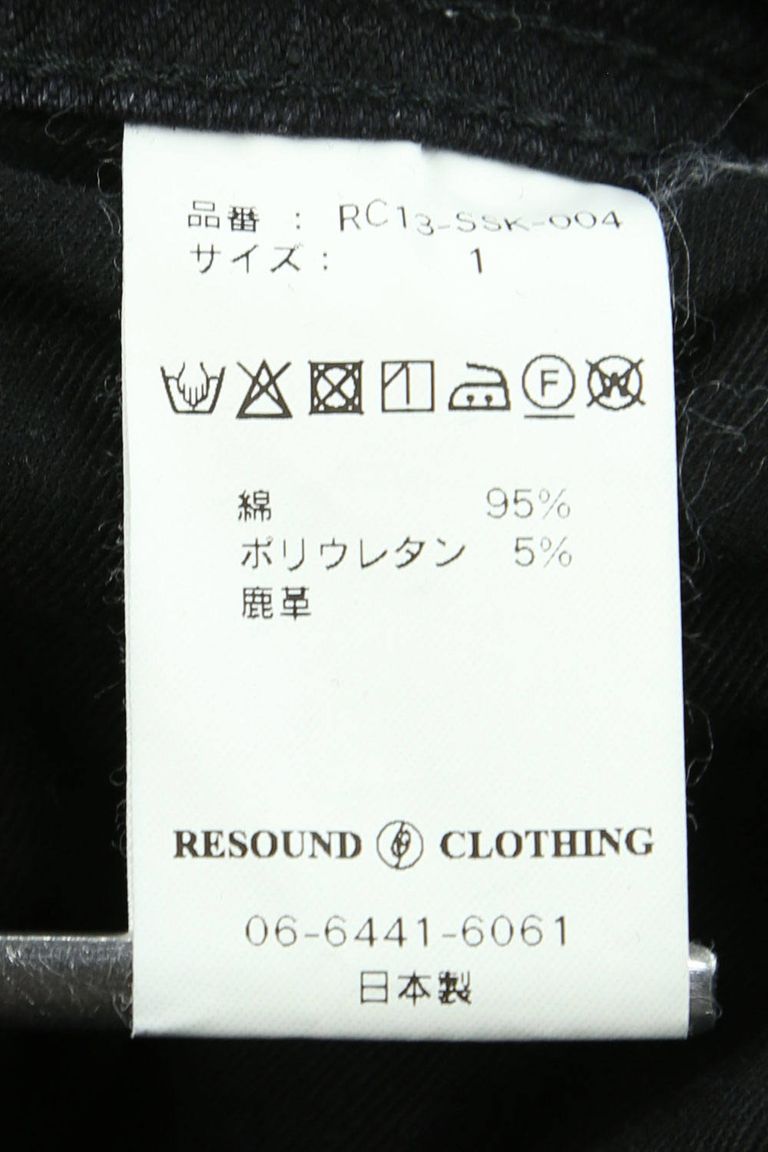 品番 : RC13-SSK-004
サイズ: 1
F W
綿 95%
ポリウレタン 5%
鹿革
RESOUND CLOTHING
06-6441-6061
日本製